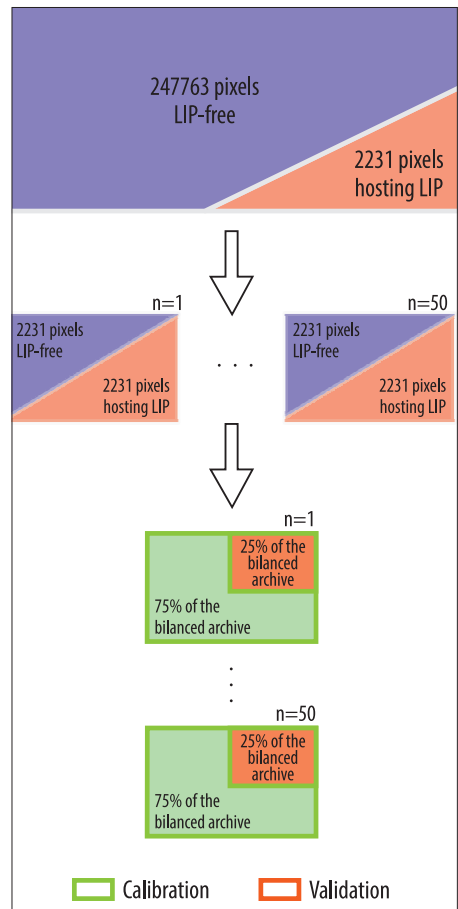 247763 pixels
LIP-free
2231 pixels
hosting LIP
n=1
2231 pixels
LIP-free
2231 pixels
hosting LIP
. . .
n=50
2231 pixels
LIP-free
2231 pixels
hosting LIP
n=1
25% of the
bilanced
archive
75% of the
bilanced archive
. . .
n=50
25% of the
bilanced
archive
75% of the
bilanced archive
Calibration
Validation